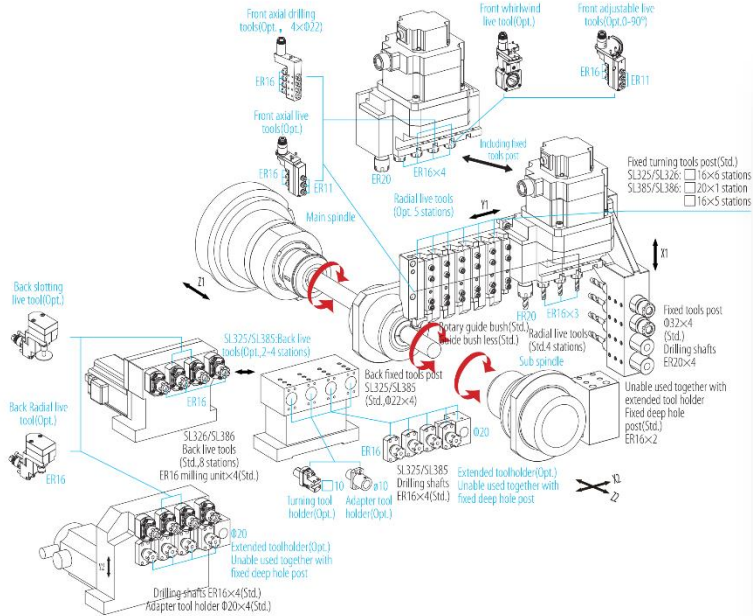 Front axial drilling
tools(Opt., 4×Φ22)
ER16
Front axial live
tools(Opt.)
ER16
ER11
Front whirlwind
live tool(Opt.)
Front adjustable live
tools(Opt.0-90°)
ER16
ER11
ER20
ER16×4
Including fixed
tools post
Fixed turning tools post(Std.)
SL325/SL326: □16×6 stations
SL385/SL386: □20×1 station
□16×5 stations
Radial live tools
(Opt. 5 stations)
Y1
X1
Main spindle
Z1
ER20
ER16×3
Radial live tools
(Std.4 stations)
Rotary guide bush(Std.)
Guide bush less(Std.)
Sub spindle
Fixed tools post
Φ32×4
(Std.)
Drilling shafts
ER20×4
Unable used together with
extended tool holder
Fixed deep hole
post(Std.)
ER16×2
Back slotting
live tool(Opt.)
SL325/SL385:Back live
tools(Opt.,2-4 stations)
ER16
Back fixed tools post
SL325/SL385
(Std.,Φ22×4)
SL326/SL386
Back live tools
(Std.,8 stations)
ER16 milling unit×4(Std.)
Back Radial live
tool(Opt.)
ER16
ER16
Φ20
□10
Turning tool
holder(Opt.)
ø10
Adapter tool
holder(Opt.)
SL325/SL385
Drilling shafts
ER16×4(Std.)
Extended toolholder(Opt.)
Unable used together with
fixed deep hole post
X2
Z2
Y2
Φ20
Extended toolholder(Opt.)
Unable used together with
fixed deep hole post
Drilling shafts ER16×4(Std.)
Adapter tool holder Φ20×4(Std.)